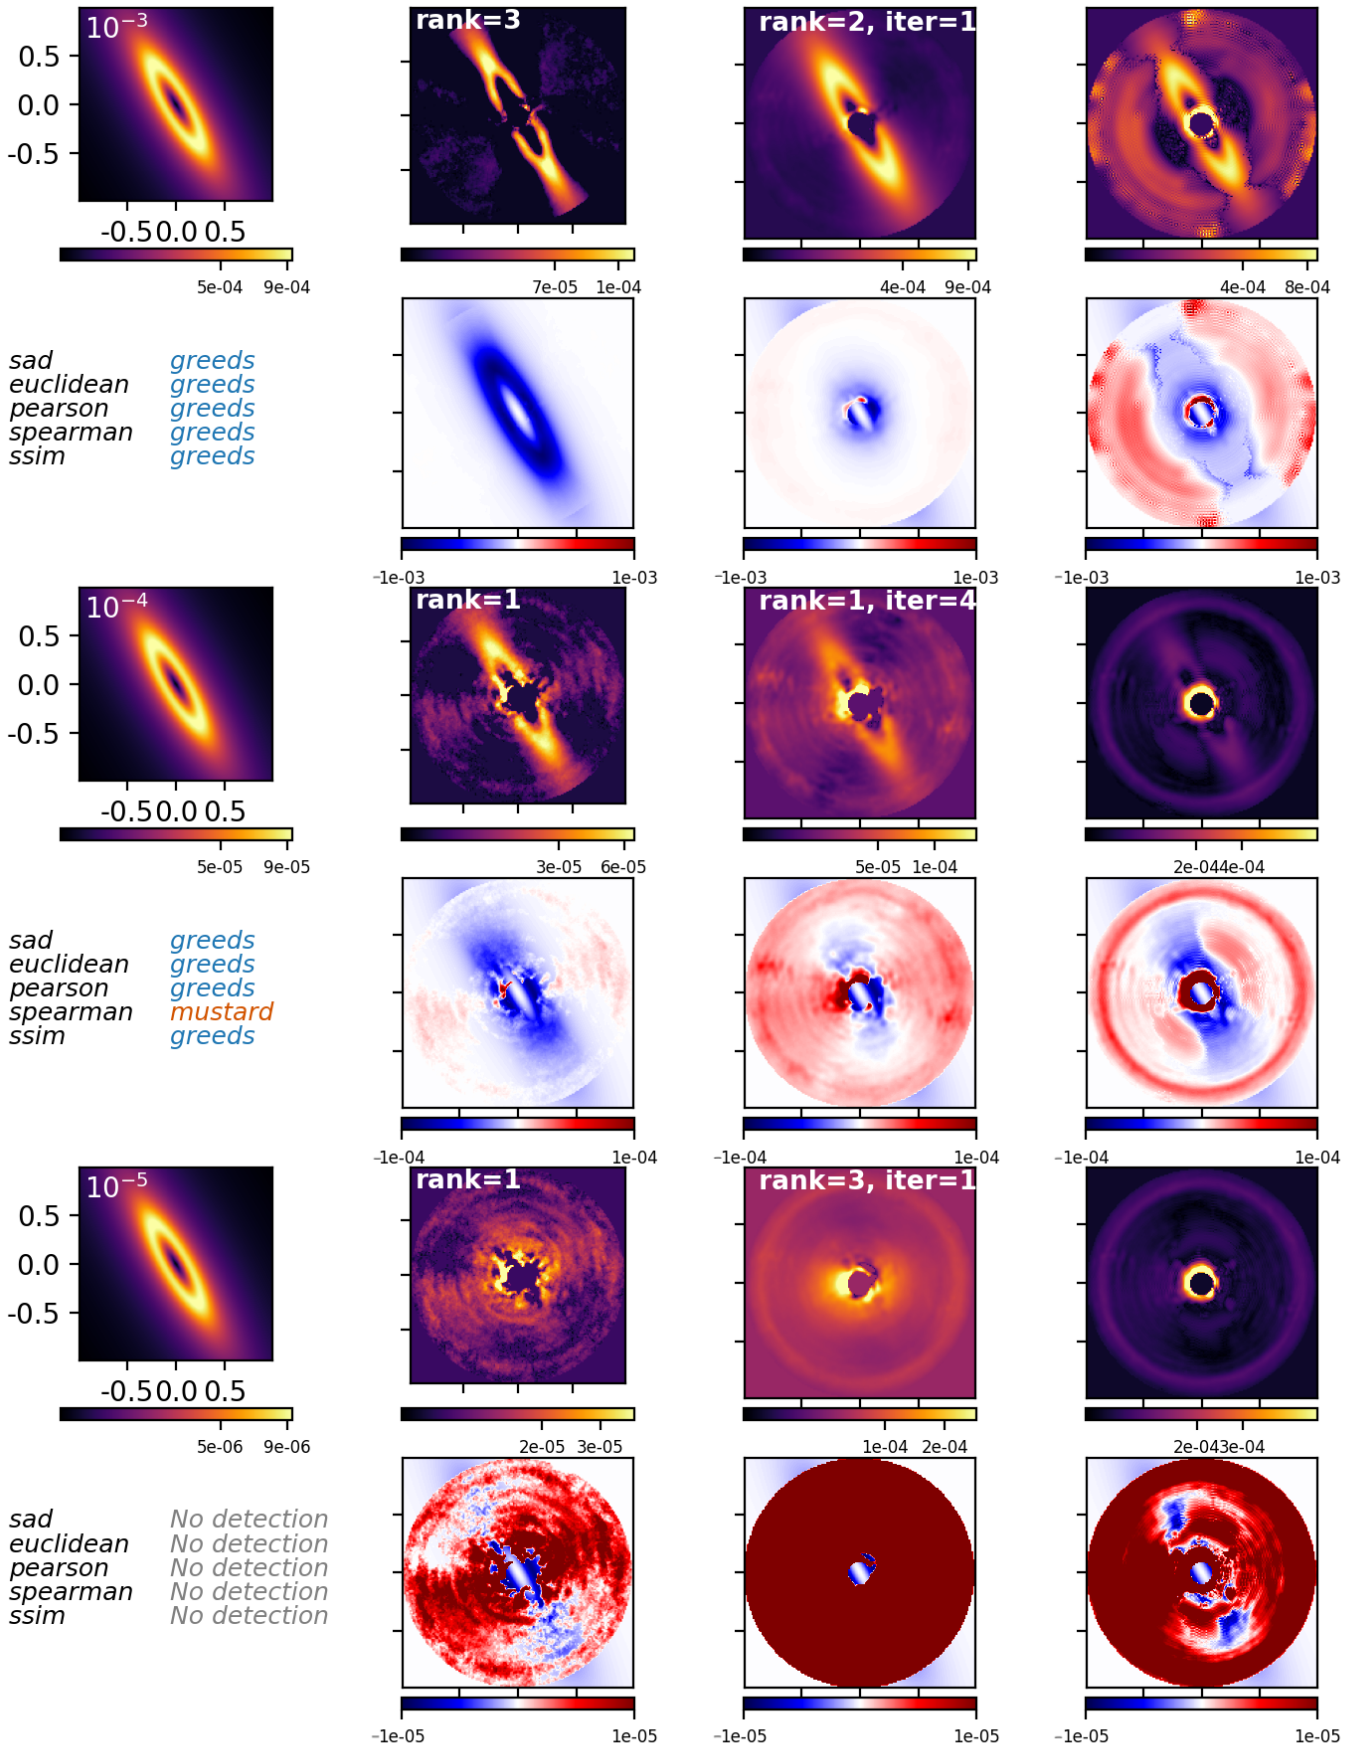 10⁻³
rank=3
rank=2, iter=1
0.5
0.0
-0.5
-0.5 0.0 0.5
5e-04 9e-04
7e-05 1e-04
4e-04 9e-04
4e-04 8e-04
sad greeds
euclidean greeds
pearson greeds
spearman greeds
ssim greeds
−1e-03 1e-03
−1e-03 1e-03
−1e-03 1e-03
10⁻⁴
rank=1
rank=1, iter=4
0.5
0.0
-0.5
-0.5 0.0 0.5
5e-05 9e-05
3e-05 6e-05
5e-05 1e-04
2e-044e-04
sad greeds
euclidean greeds
pearson greeds
spearman mustard
ssim greeds
−1e-04 1e-04
−1e-04 1e-04
−1e-04 1e-04
10⁻⁵
rank=1
rank=3, iter=1
0.5
0.0
-0.5
-0.5 0.0 0.5
5e-06 9e-06
2e-05 3e-05
1e-04 2e-04
2e-043e-04
sad No detection
euclidean No detection
pearson No detection
spearman No detection
ssim No detection
−1e-05 1e-05
−1e-05 1e-05
−1e-05 1e-05